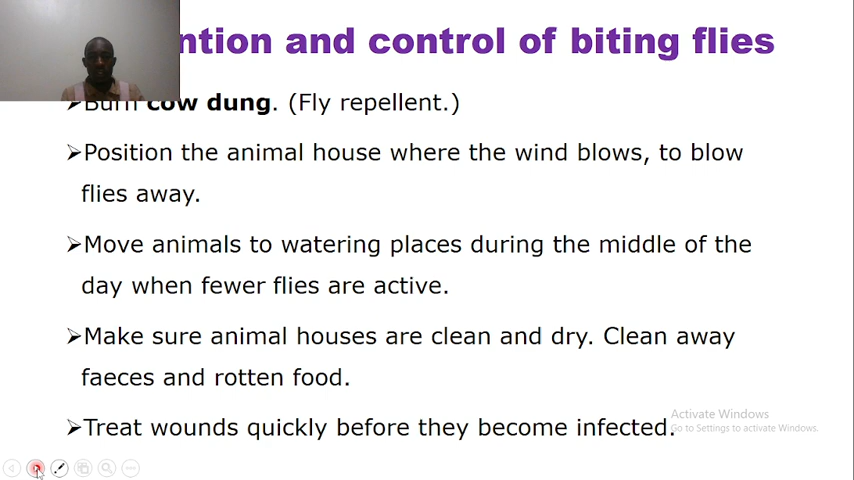 ntion and control of biting flies
➢Burn cow dung. (Fly repellent.)
➢Position the animal house where the wind blows, to blow
flies away.
➢Move animals to watering places during the middle of the
day when fewer flies are active.
➢Make sure animal houses are clean and dry. Clean away
faeces and rotten food.
➢Treat wounds quickly before they become infected.
Activate Windows
Go to Settings to activate Windows.